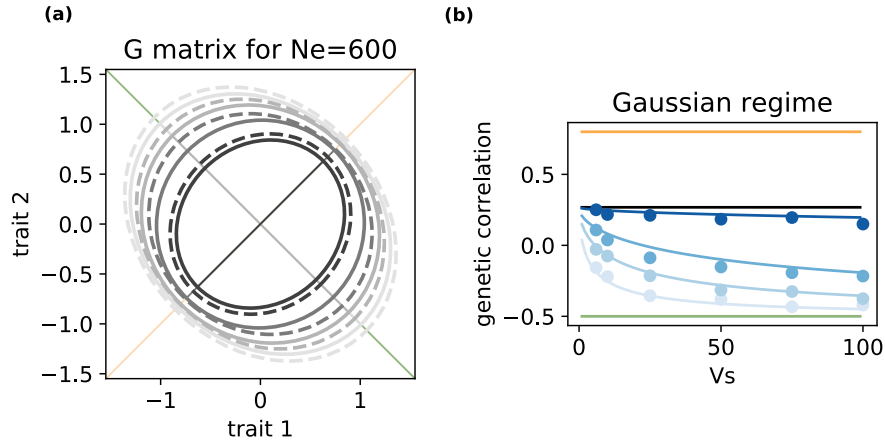 (a)
G matrix for Ne=600
1.5
1.0
0.5
0.0
−0.5
−1.0
−1.5
trait 2
−1
0
1
trait 1
(b)
Gaussian regime
0.5
0.0
−0.5
genetic correlation
0
50
100
Vs